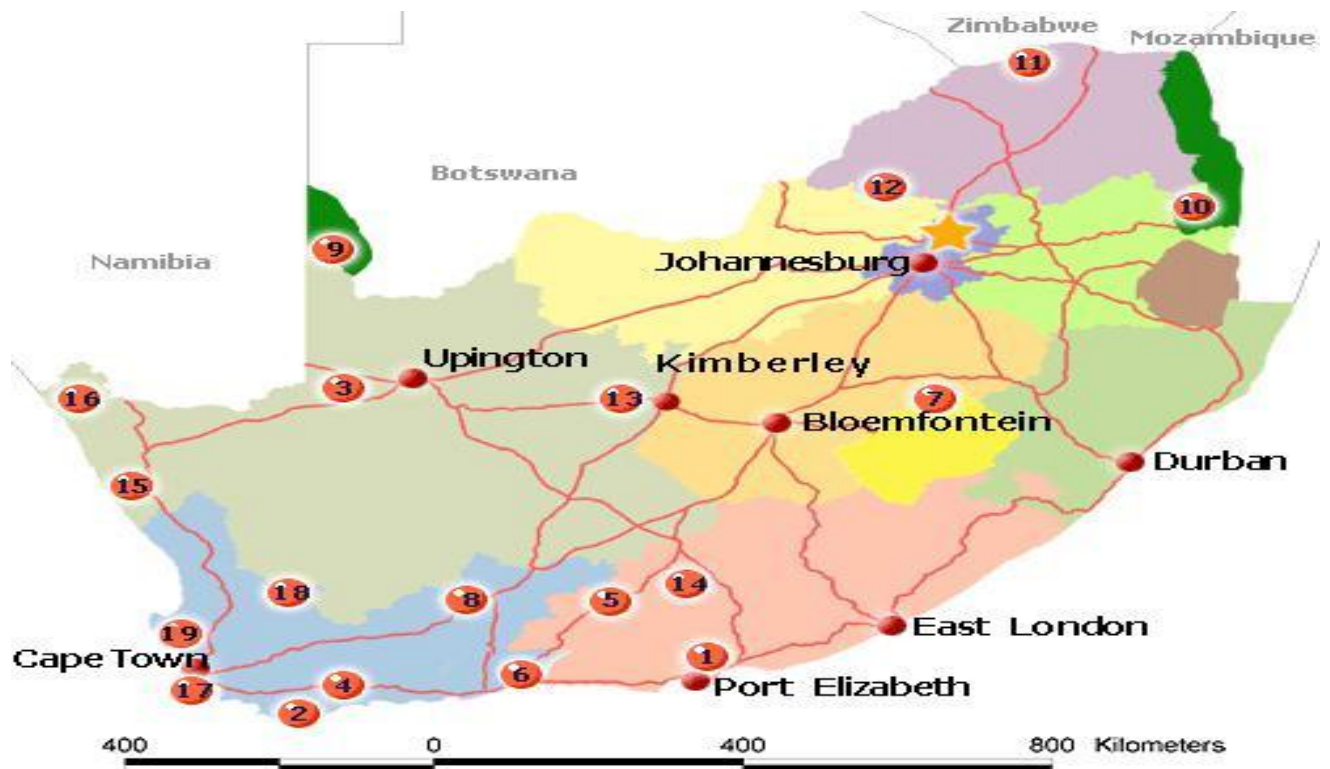 Zimbabwe
Mozambique
11
Botswana
12
10
9
Namibia
Johannesburg
Upington
Kimberley
3
16
13
7
Bloemfontein
Durban
15
18
8
5
14
19
East London
Cape Town
1
6
17
4
Port Elizabeth
2
400 0 400 800 Kilometers